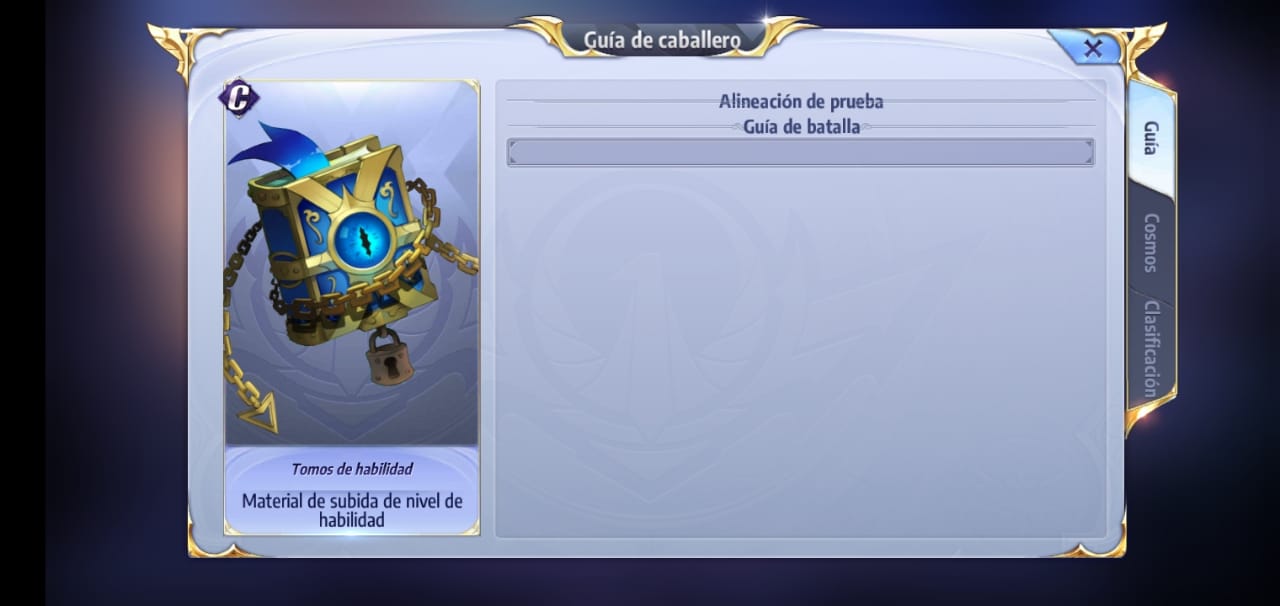 Guía de caballero
C
Alineación de prueba
Guía de batalla
Guía
Cosmos
Clasificación
Tomos de habilidad
Material de subida de nivel de
habilidad